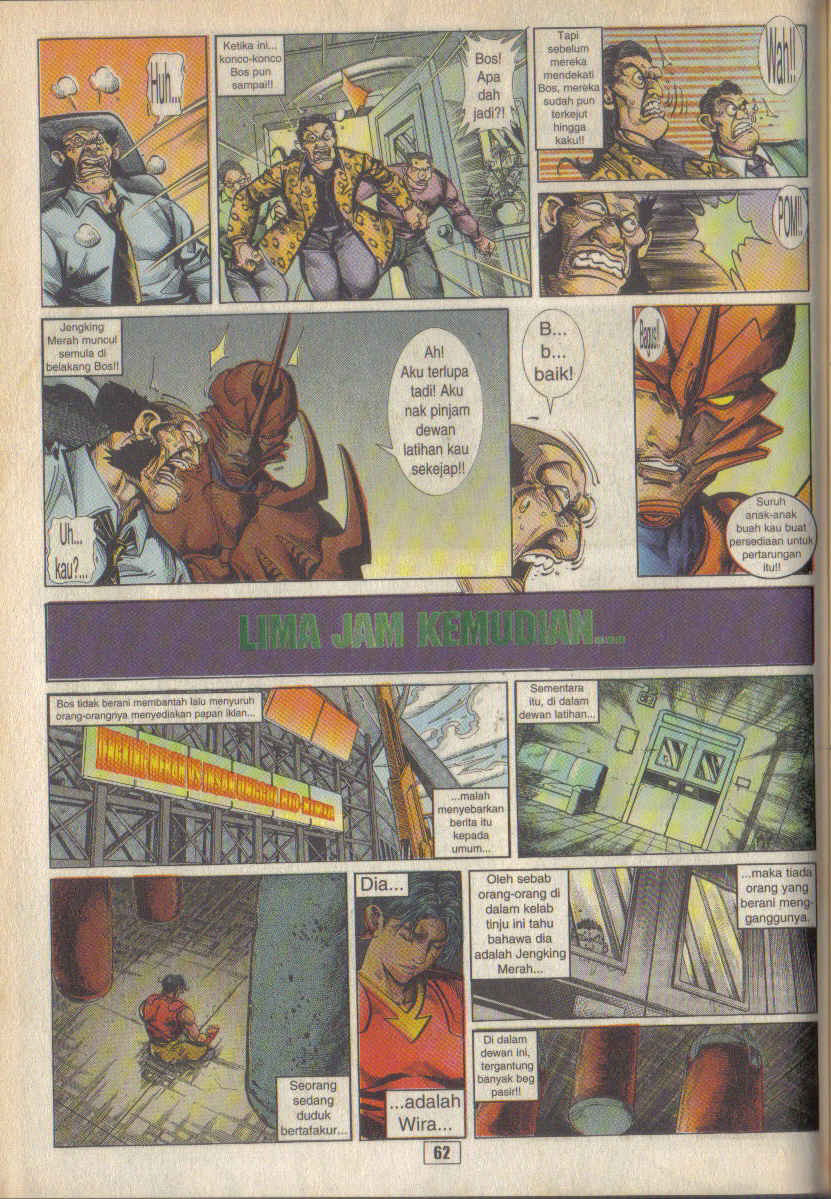 Huh...
Ketika ini...
konco-konco
Bos pun
sampai!!
Bos!
Apa
dah
jadi?!
Tapi
sebelum
mereka
mendekati
Bos, mereka
sudah pun
terkejut
hingga
kaku!!
Wah!!
POM!!
Jengking
Merah muncul
semula di
belakang Bos!!
Uh...
kau?...
Ah!
Aku terlupa
tadi! Aku
nak pinjam
dewan
latihan kau
sekejap!!
B...
b...
baik!
Bagus!!
Suruh
anak-anak
buah kau buat
persediaan untuk
pertarungan
itu!!
LIMA JAM KEMUDIAN...
Bos tidak berani membantah lalu menyuruh
orang-orangnya menyediakan papan iklan...
...malah
menyebarkan
berita itu
kepada
umum...
Sementara
itu, di dalam
dewan latihan...
Seorang
sedang
duduk
bertafakur...
Dia...
...adalah
Wira...
Oleh sebab
orang-orang di
dalam kelab
tinju ini tahu
bahawa dia
adalah Jengking
Merah...
...maka tiada
orang yang
berani meng-
ganggunya.
Di dalam
dewan ini,
tergantung
banyak beg
pasir!!
62